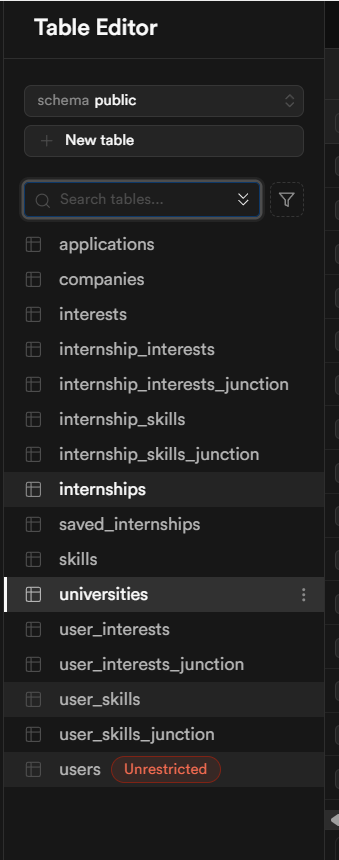 Table Editor
schema public
New table
Search tables...
applications
companies
interests
internship_interests
internship_interests_junction
internship_skills
internship_skills_junction
internships
saved_internships
skills
universities
user_interests
user_interests_junction
user_skills
user_skills_junction
users Unrestricted